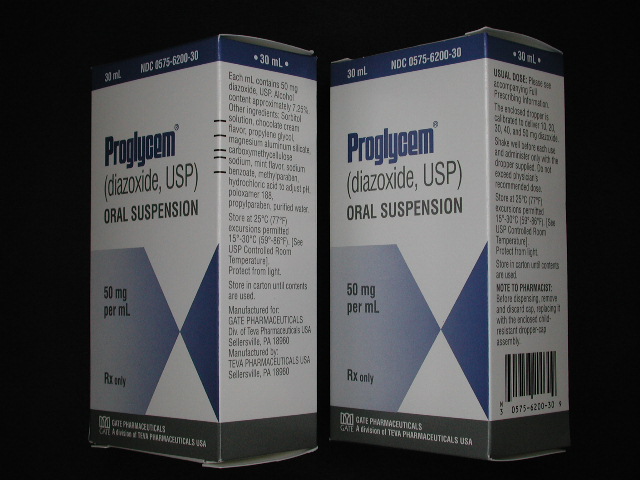 30 mL NDC 0575-6200-30
Proglycem®
(diazoxide, USP)
ORAL SUSPENSION
50 mg
per mL
Rx only
GATE
GATE PHARMACEUTICALS
A division of TEVA PHARMACEUTICALS USA
• 30 mL •
Each mL contains 50 mg
diazoxide, USP. Alcohol
content approximately 7.25%
Other ingredients: Sorbitol
solution, chocolate cream
flavor, propylene glycol,
magnesium aluminum silicate,
carboxymethylcellulose
sodium, mint flavor, sodium
benzoate, methylparaben,
hydrochloric acid to adjust pH,
poloxamer 188,
propylparaben, purified water.
Store at 25°C (77°F)
excursions permitted
15°-30°C (59°-86°F). [See
USP Controlled Room
Temperature].
Protect from light.
Store in carton until contents
are used.
Manufactured for:
GATE PHARMACEUTICALS
Div. of Teva Pharmaceuticals USA
Sellersville, PA 18960
Manufactured by:
TEVA PHARMACEUTICALS USA
Sellersville, PA 18960
30 mL NDC 0575-6200-30
Proglycem®
(diazoxide, USP)
ORAL SUSPENSION
50 mg
per mL
Rx only
GATE
GATE PHARMACEUTICALS
A division of TEVA PHARMACEUTICALS USA
• 30 mL •
USUAL DOSE: Please see
accompanying Full
Prescribing Information.
The enclosed dropper is
calibrated to deliver 10, 20,
30, 40, and 50 mg diazoxide.
Shake well before each use
and administer only with the
dropper supplied. Do not
exceed physician's
recommended dose.
Store at 25°C (77°F)
excursions permitted
15°-30°C (59°-86°F). [See
USP Controlled Room
Temperature].
Protect from light.
Store in carton until contents
are used.
NOTE TO PHARMACIST:
Before dispensing, remove
and discard cap, replacing it
with the enclosed child-
resistant dropper-cap
assembly.
N
3 0575-6200-30 9